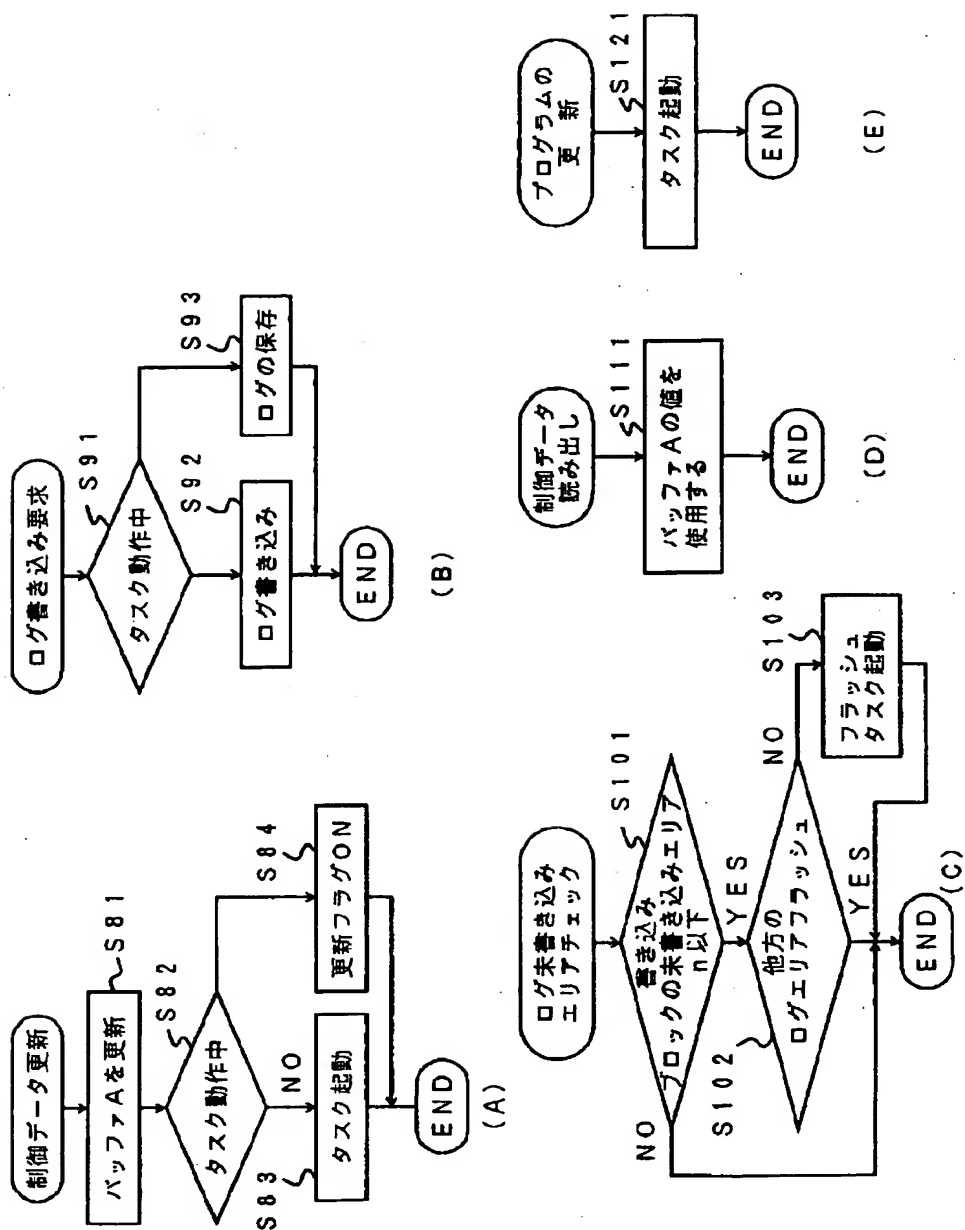 制御データ更新
バッファAを更新
S81
タスク動作中
S82
NO
S83
タスク起動
S84
更新フラグON
END
(A)
ログ書き込み要求
タスク動作中
S91
S92
ログ書き込み
S93
ログの保存
END
(B)
ログ未書き込み
エリアチェック
書き込み
ブロックの未書き込みエリア
n以下
S101
NO
YES
S102
他方の
ログエリアフラッシュ
NO
S103
フラッシュ
タスク起動
YES
END
(C)
制御データ
読み出し
S111
バッファAの値を
使用する
END
(D)
プログラムの
更 新
S121
タスク起動
END
(E)